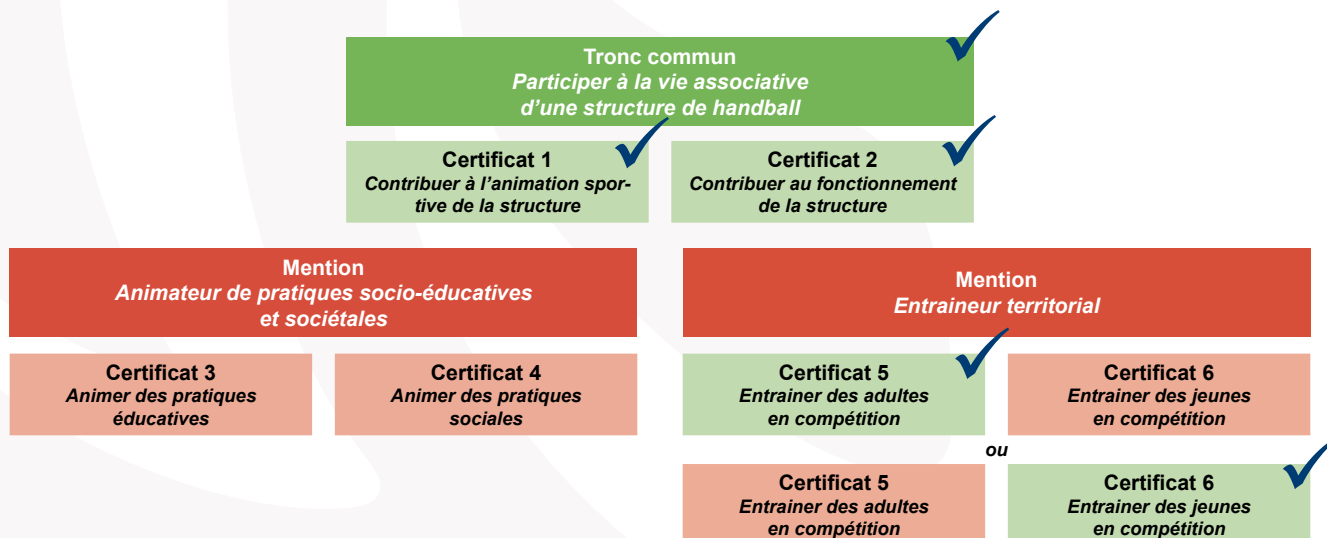 Tronc commun
Participer à la vie associative
d'une structure de handball
Certificat 1
Contribuer à l'animation spor-
tive de la structure
Certificat 2
Contribuer au fonctionnement
de la structure
Mention
Animateur de pratiques socio-éducatives
et sociétales
Mention
Entraineur territorial
Certificat 3
Animer des pratiques
éducatives
Certificat 4
Animer des pratiques
sociales
Certificat 5
Entrainer des adultes
en compétition
Certificat 6
Entrainer des jeunes
en compétition
ou
Certificat 5
Entrainer des adultes
en compétition
Certificat 6
Entrainer des jeunes
en compétition